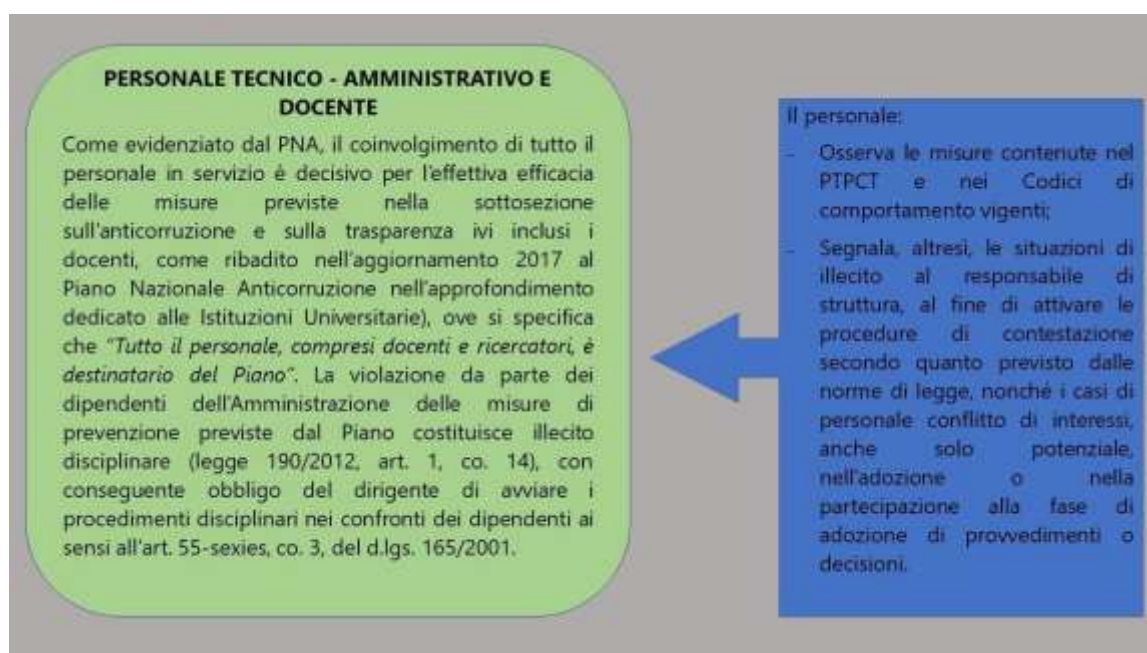 PERSONALE TECNICO - AMMINISTRATIVO E
DOCENTE
Come evidenziato dal PNA, il coinvolgimento di tutto il
personale in servizio è decisivo per l'effettiva efficacia
delle misure previste nella sottosezione
sull'anticorruzione e sulla trasparenza ivi inclusi i
docenti, come ribadito nell'aggiornamento 2017 al
Piano Nazionale Anticorruzione nell'approfondimento
dedicato alle Istituzioni Universitarie), ove si specifica
che "Tutto il personale, compresi docenti e ricercatori, è
destinatario del Piano". La violazione da parte dei
dipendenti dell'Amministrazione delle misure di
prevenzione previste dal Piano costituisce illecito
disciplinare (legge 190/2012, art. 1, co. 14), con
conseguente obbligo del dirigente di avviare i
procedimenti disciplinari nei confronti dei dipendenti ai
sensi all'art. 55-sexies, co. 3, del d.lgs. 165/2001.
Il personale:
- Osserva le misure contenute nel
PTPCT e nei Codici di
comportamento vigenti;
- Segnala, altresì, le situazioni di
illecito al responsabile di
struttura, al fine di attivare le
procedure di contestazione
secondo quanto previsto dalle
norme di legge, nonché i casi di
personale conflitto di interessi,
anche solo potenziale,
nell'adozione o nella
partecipazione alla fase di
adozione di provvedimenti o
decisioni.